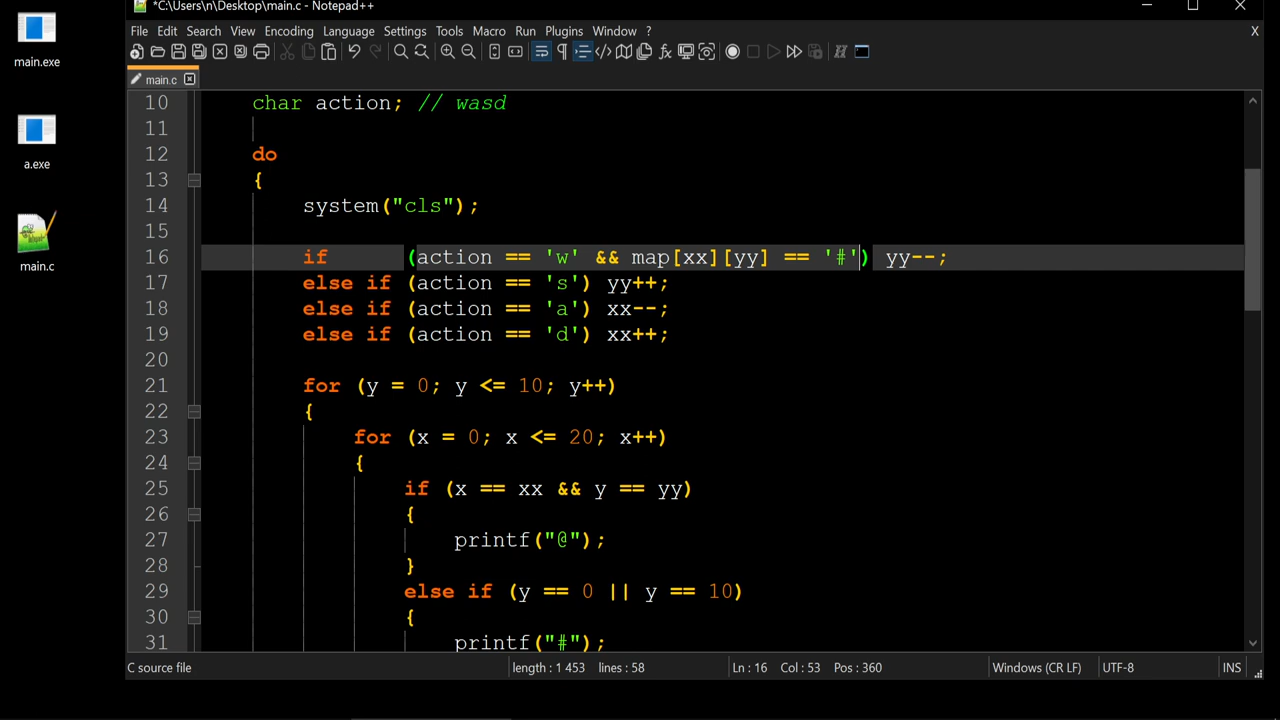 *C:\Users\n\Desktop\main.c - Notepad++
File Edit Search View Encoding Language Settings Tools Macro Run Plugins Window ? X
main.c
main.exe
a.exe
main.c
10 char action; // wasd
11
12 do
13 {
14 system("cls");
15
16 if (action == 'w' && map[xx][yy] == '#') yy--;
17 else if (action == 's') yy++;
18 else if (action == 'a') xx--;
19 else if (action == 'd') xx++;
20
21 for (y = 0; y <= 10; y++)
22 {
23 for (x = 0; x <= 20; x++)
24 {
25 if (x == xx && y == yy)
26 {
27 printf("@");
28 }
29 else if (y == 0 || y == 10)
30 {
31 printf("#");
C source file length : 1 453 lines : 58 Ln : 16 Col : 53 Pos : 360 Windows (CR LF) UTF-8 INS